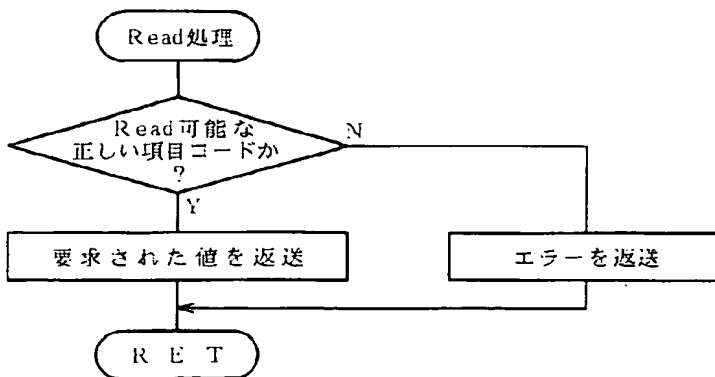 Read処理
Read可能な
正しい項目コードか
?
N
Y
要求された値を返送
エラーを返送
RET